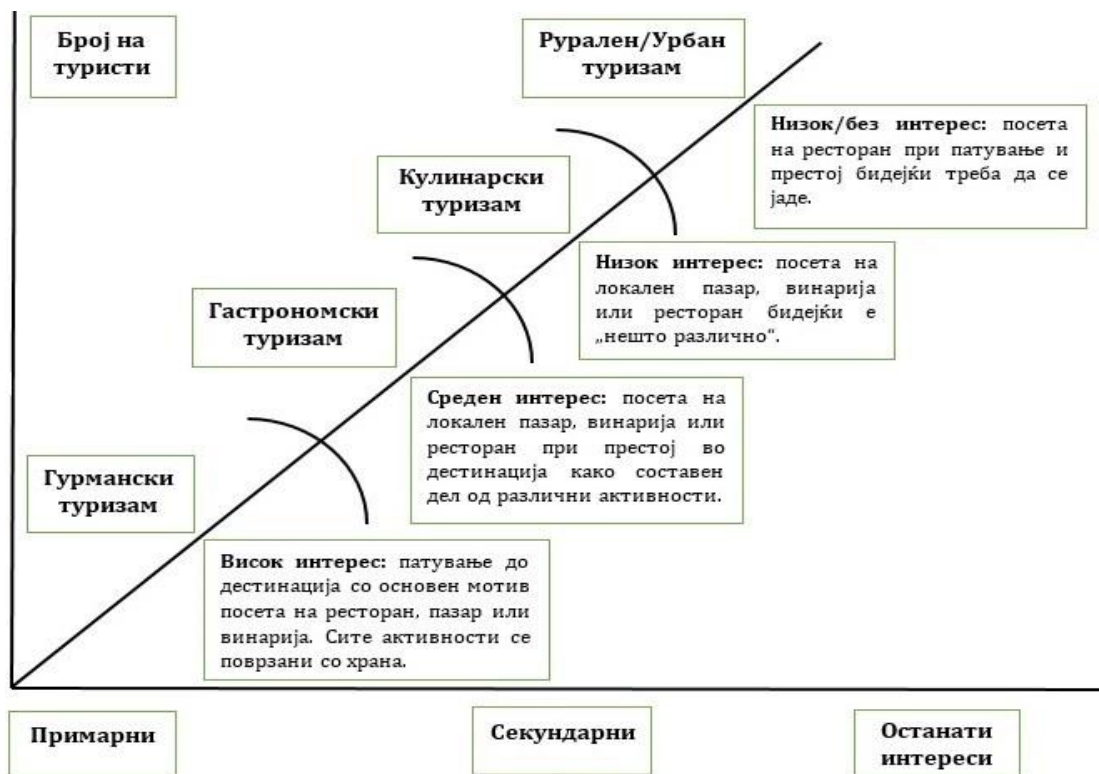 Број на
туристи
Рурален/Урбан
туризам
Низок/без интерес: посета
на ресторан при патување и
престој бидејќи треба да се
јаде.
Кулинарски
туризам
Низок интерес: посета на
локален пазар, винарија
или ресторан бидејќи е
„нешто различно“.
Гастрономски
туризам
Среден интерес: посета на
локален пазар, винарија или
ресторан при престој во
дестинација како составен
дел од различни активности.
Гурмански
туризам
Висок интерес: патување до
дестинација со основен мотив
посета на ресторан, пазар или
винарија. Сите активности се
поврзани со храна.
Примарни
Секундарни
Останати
интереси